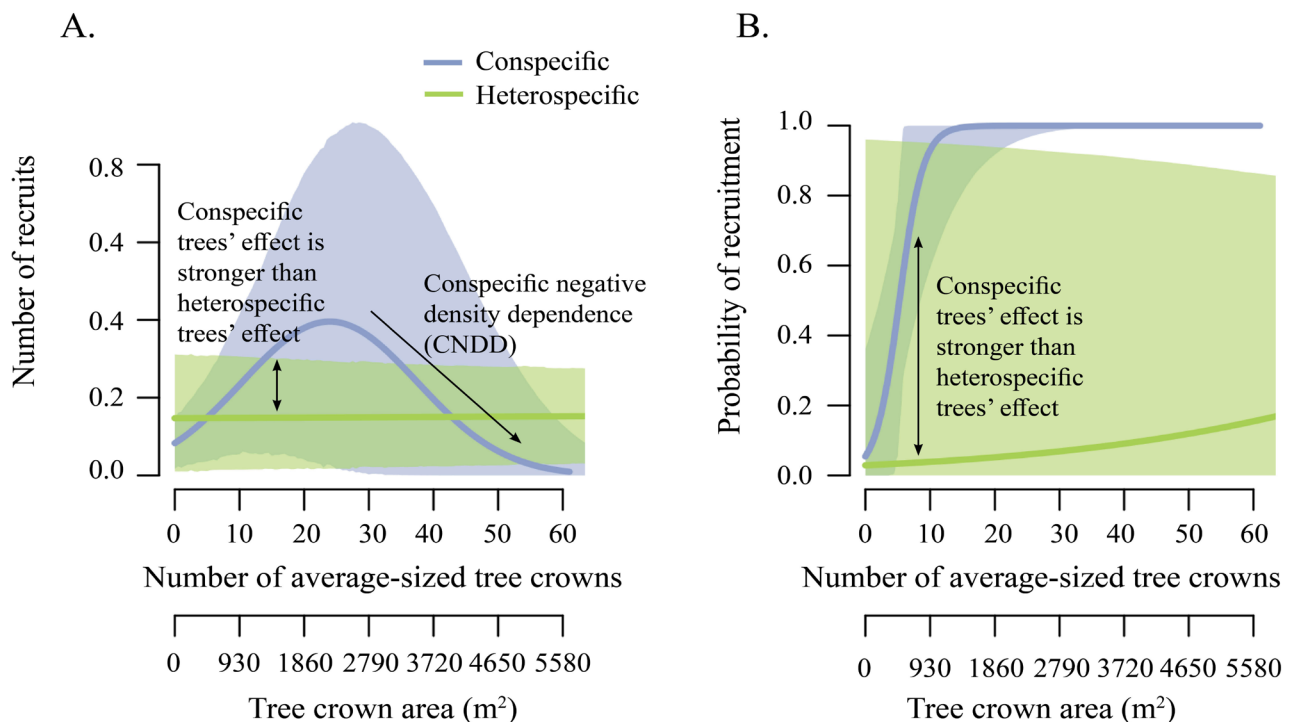 A.
Conspecific
Heterospecific
Number of recruits
0.8
0.4
0.4
0.2
0.0
Conspecific
trees’ effect is
stronger than
heterospecific
trees’ effect
Conspecific negative
density dependence
(CNDD)
0 10 20 30 40 50 60
Number of average-sized tree crowns
0 930 1860 2790 3720 4650 5580
Tree crown area (m²)
B.
Probability of recruitment
1.0
0.8
0.6
0.4
0.2
0.0
Conspecific
trees’ effect is
stronger than
heterospecific
trees’ effect
0 10 20 30 40 50 60
Number of average-sized tree crowns
0 930 1860 2790 3720 4650 5580
Tree crown area (m²)